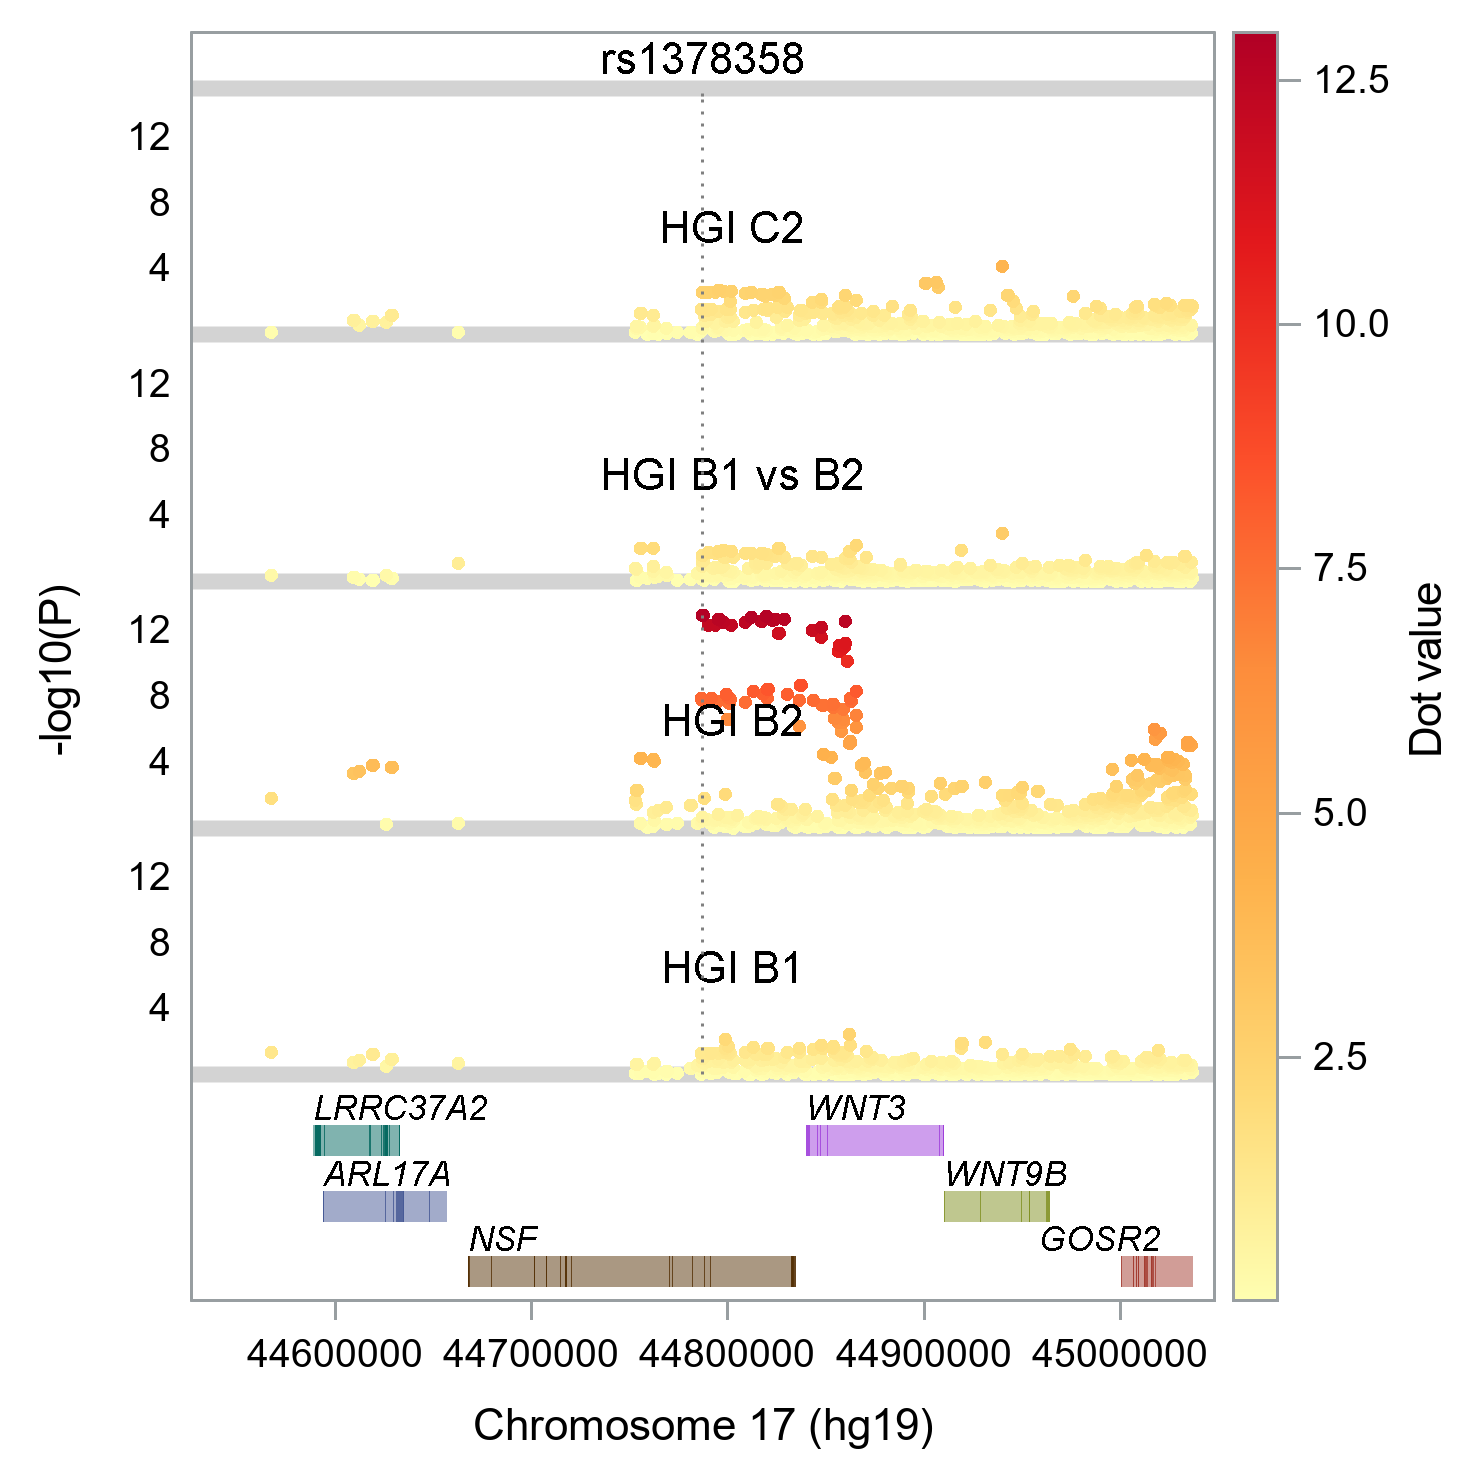 rs1378358
12
8
4
HGI C2
12
8
4
HGI B1 vs B2
12
8
4
HGI B2
12
8
4
HGI B1
-log10(P)
LRRC37A2
ARL17A
NSF
WNT3
WNT9B
GOSR2
44600000 44700000 44800000 44900000 45000000
Chromosome 17 (hg19)
12.5
10.0
7.5
5.0
2.5
Dot value